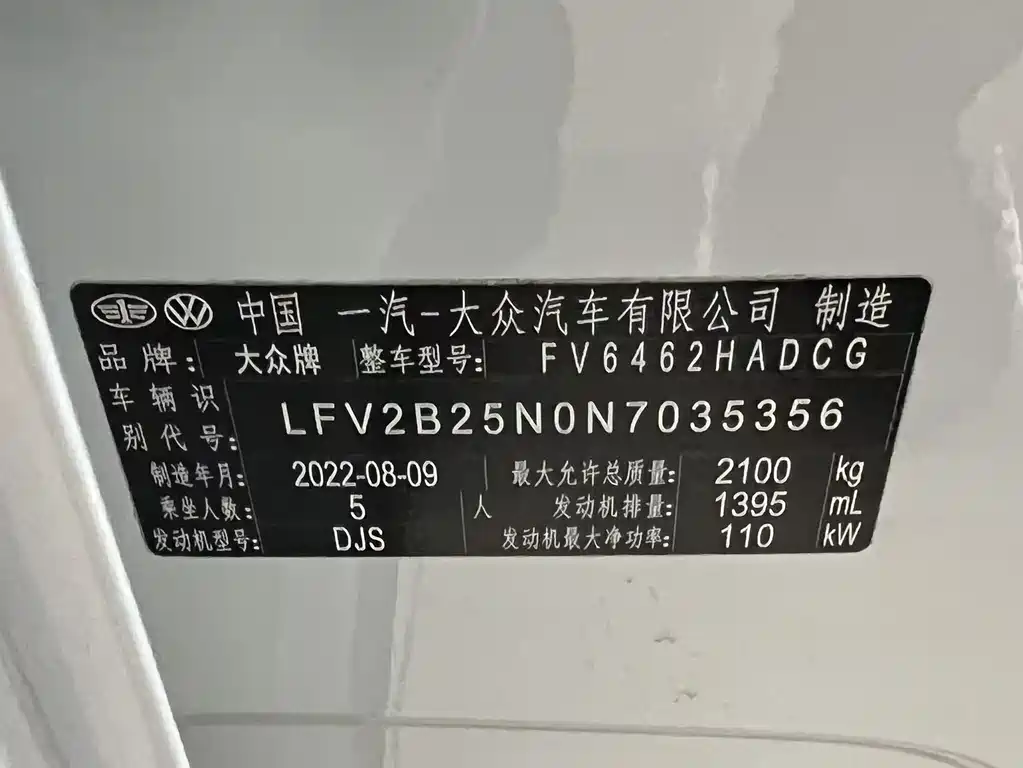 中国 一汽-大众汽车有限公司 制造
品牌: 大众牌 整车型号: FV6462HADCG
车辆识
别代号: LFV2B25N0N7035356
制造年月: 2022-08-09 最大允许总质量: 2100 kg
乘坐人数: 5 人 发动机排量: 1395 mL
发动机型号: DJS 发动机最大净功率: 110 kW